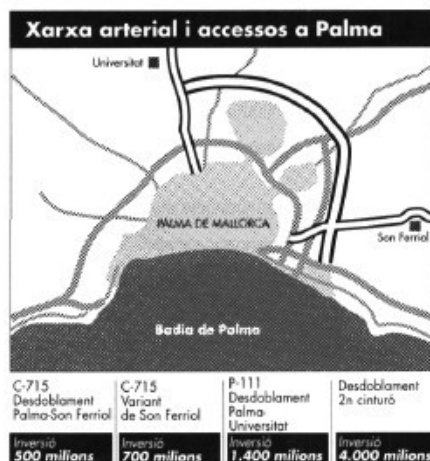 Xarxa arterial i accessos a Palma
Universitat
PALMA DE MALLORCA
Son Ferriol
Badia de Palma
C-715
Desdoblament
Palma-Son Ferriol
Inversió
500 milions
C-715
Variant
de Son Ferriol
Inversió
700 milions
P-111
Desdoblament
Palma-
Universitat
Inversió
1.400 milions
Desdoblament
2n cinturó
Inversió
4.000 milions